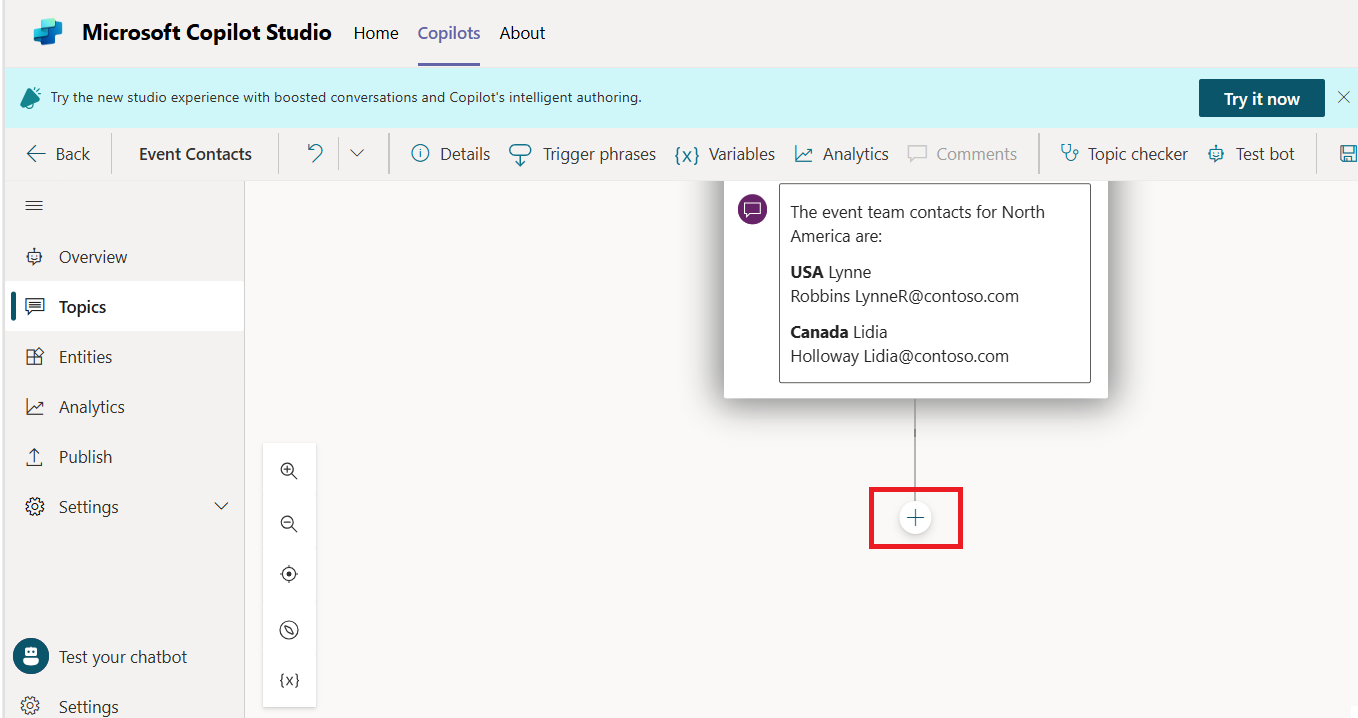 Microsoft Copilot Studio Home Copilots About
Try the new studio experience with boosted conversations and Copilot's intelligent authoring.
Try it now
Back Event Contacts Details Trigger phrases {x} Variables Analytics Comments Topic checker Test bot
Overview
Topics
Entities
Analytics
Publish
Settings
Test your chatbot
Settings
The event team contacts for North
America are:
USA Lynne
Robbins LynneR@contoso.com
Canada Lidia
Holloway Lidia@contoso.com
{x}